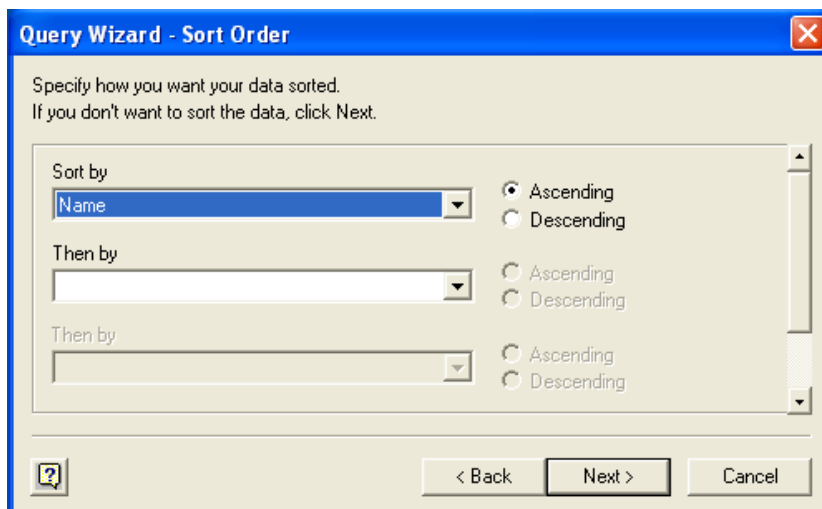 Query Wizard - Sort Order
Specify how you want your data sorted.
If you don't want to sort the data, click Next.
Sort by
Name
Ascending
Descending
Then by
Ascending
Descending
Then by
Ascending
Descending
?
< Back
Next >
Cancel